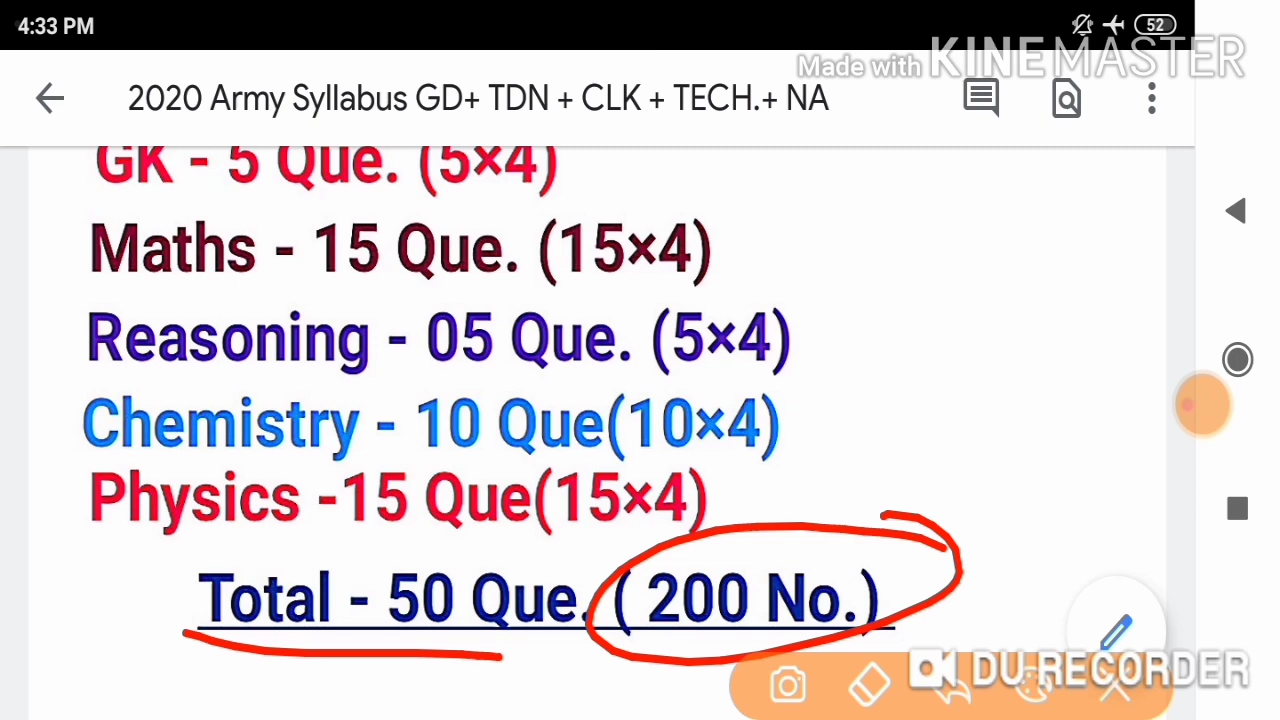 4:33 PM
52
Made with KINEMASTER
2020 Army Syllabus GD+ TDN + CLK + TECH.+ NA
GK - 5 Que. (5×4)
Maths - 15 Que. (15×4)
Reasoning - 05 Que. (5×4)
Chemistry - 10 Que(10×4)
Physics -15 Que(15×4)
Total - 50 Que. ( 200 No.)
DU RECORDER